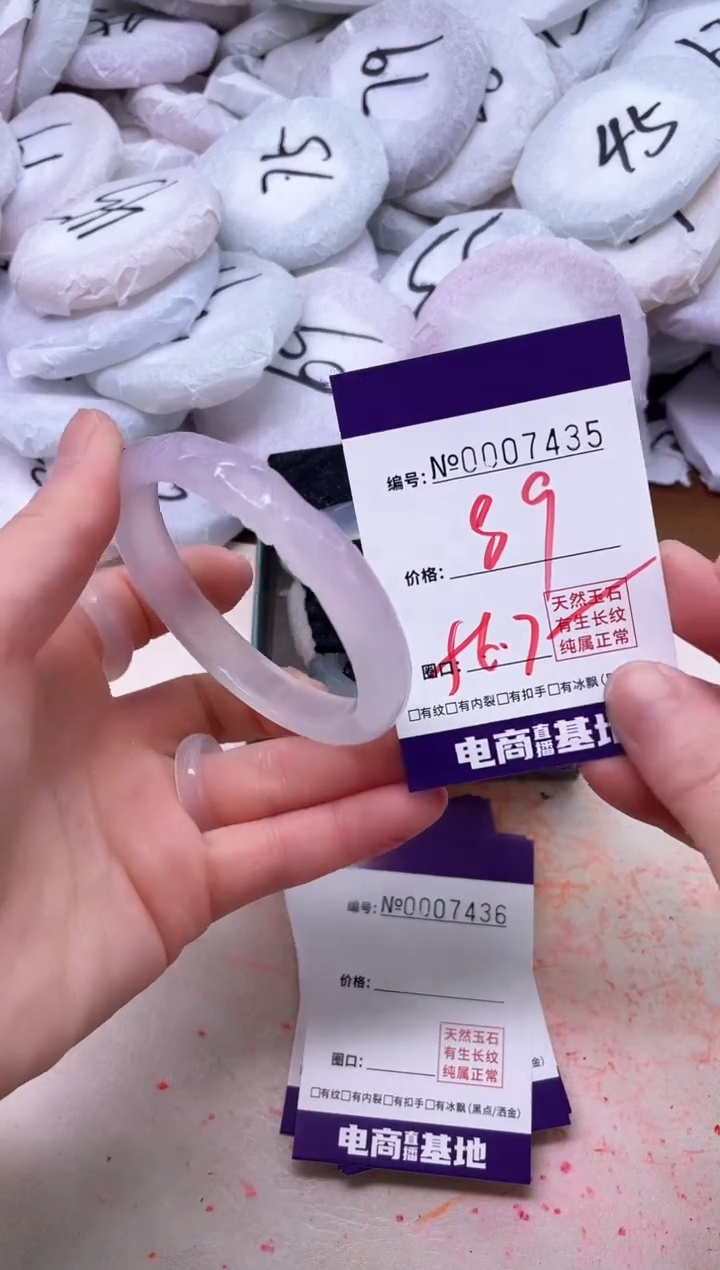 75
45
编号: №0007435
价格: 89
天然玉石
有生长纹
纯属正常
圈口:
□有纹□有内裂□有扣手□有冰飘(
电商直播基地
编号: №0007436
价格:
天然玉石
有生长纹
纯属正常
圈口:
金)
□有纹□有内裂□有扣手□有冰飘(黑点/洒金)
电商直播基地